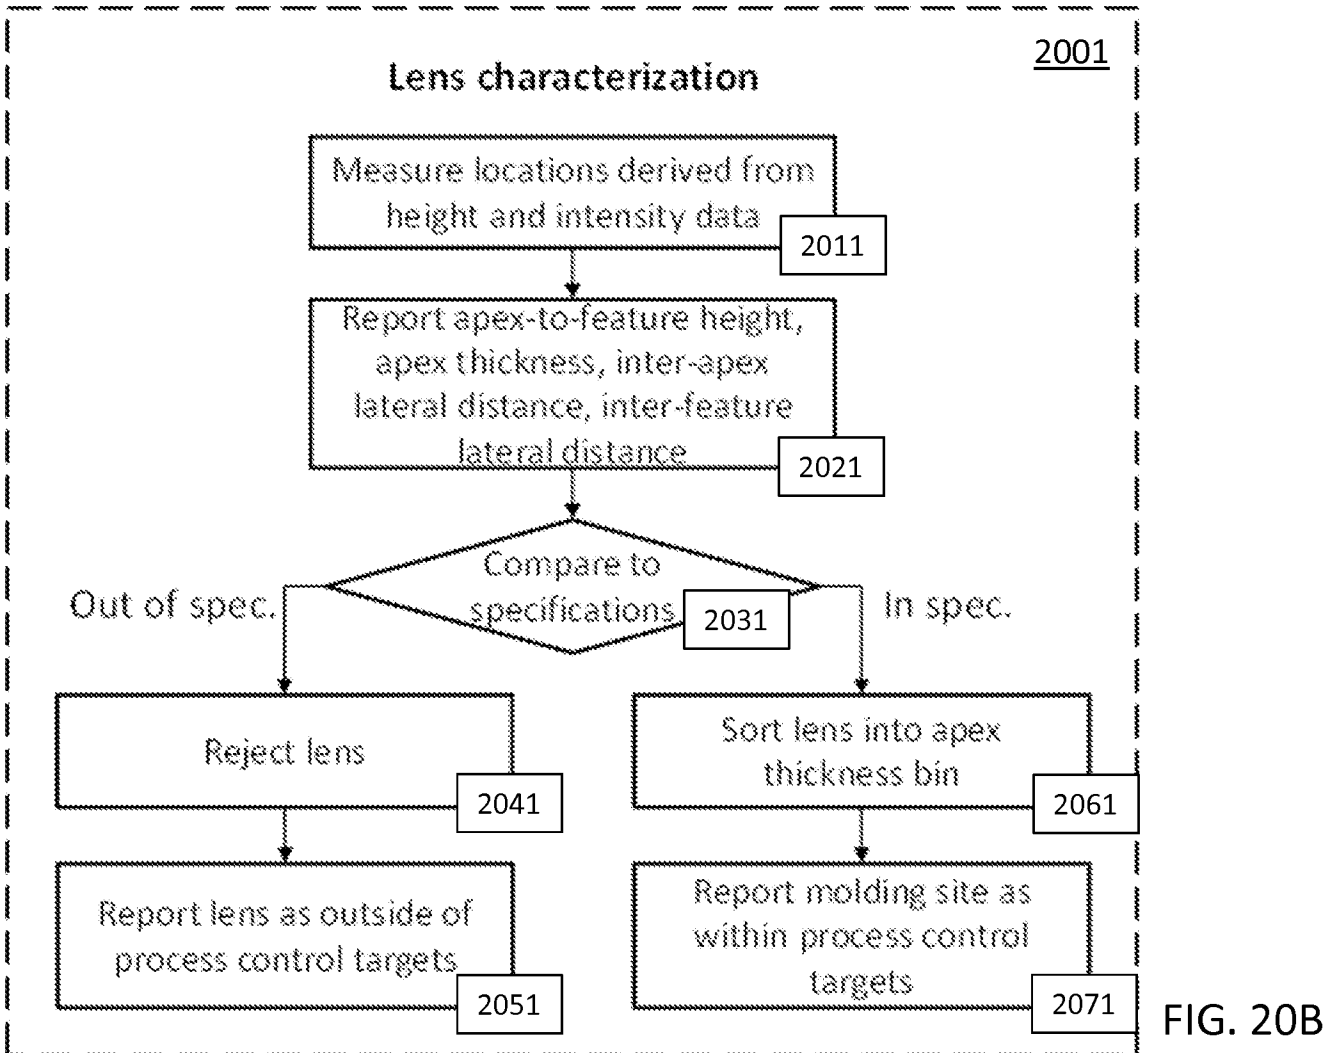 2001
Lens characterization
Measure locations derived from
height and intensity data
2011
Report apex-to-feature height,
apex thickness, inter-apex
lateral distance, inter-feature
lateral distance
2021
Compare to
specifications
2031
Out of spec.
In spec.
Reject lens
2041
Sort lens into apex
thickness bin
2061
Report lens as outside of
process control targets
2051
Report molding site as
within process control
targets
2071
FIG. 20B